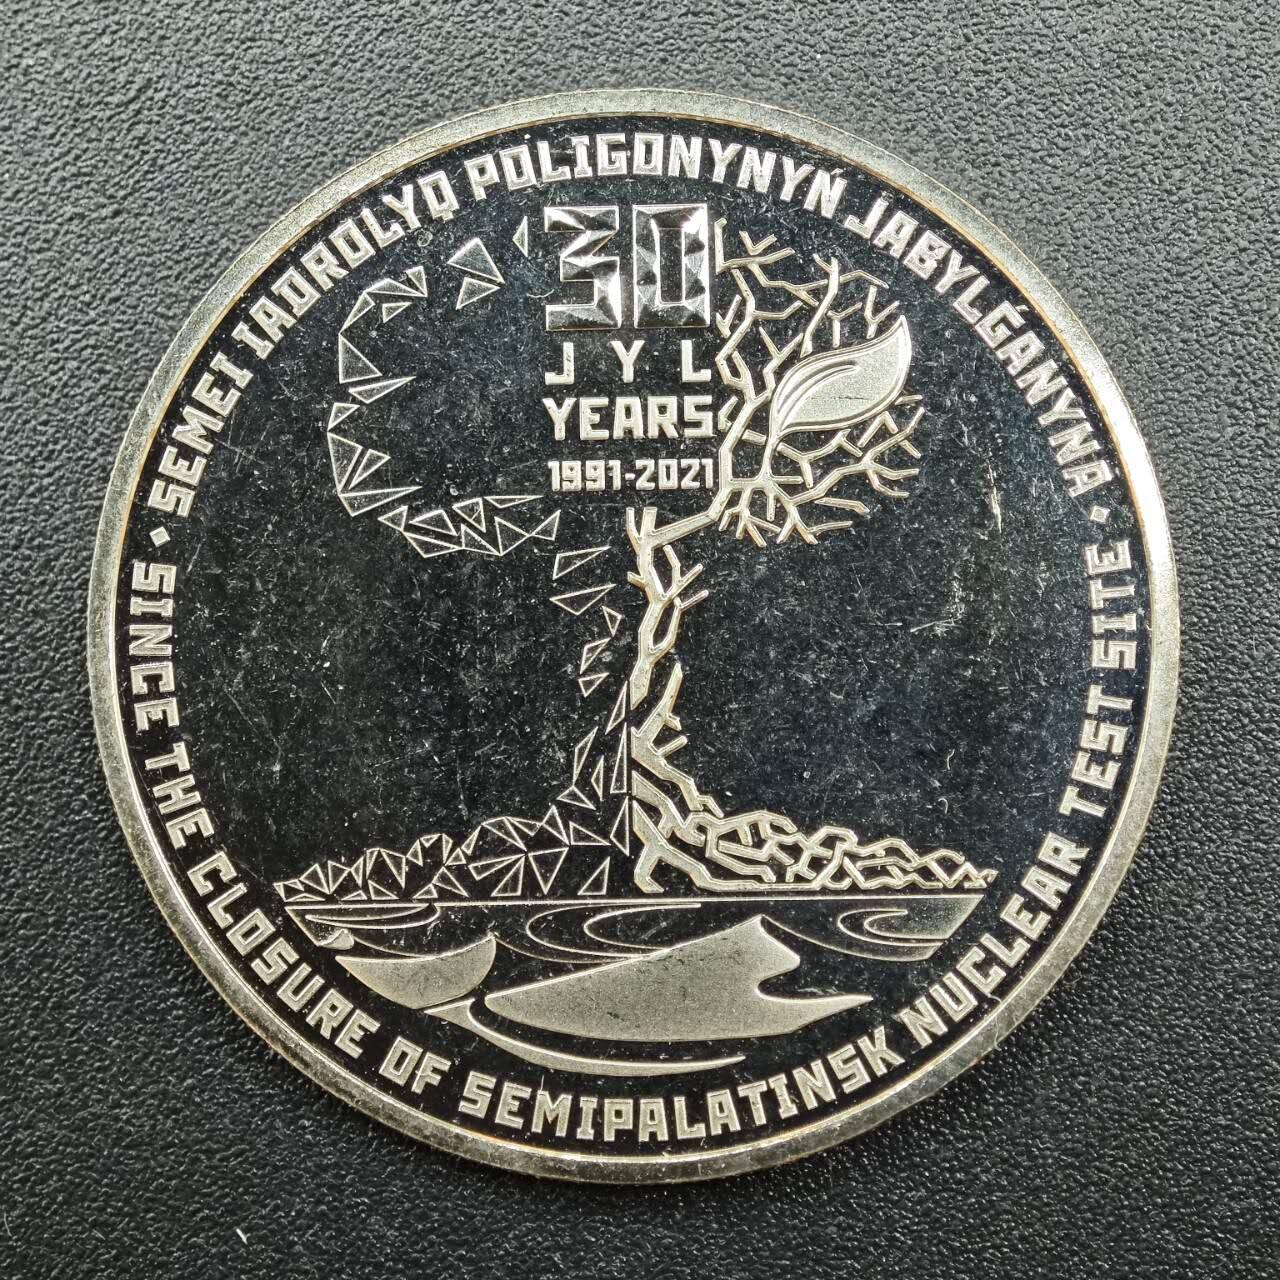 SEMEI IADROLYQ POLIGONYNYŃ JABYLǴANYNA
30
JYL
YEARS
1991-2021
SINCE THE CLOSURE OF SEMIPALATINSK NUCLEAR TEST SITE